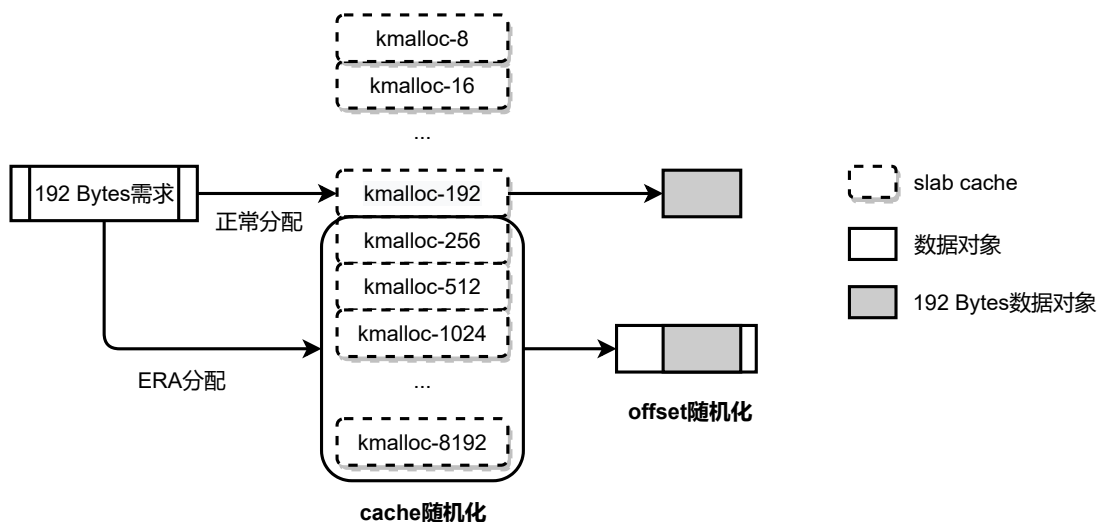 kmalloc-8
kmalloc-16
...
192 Bytes需求
正常分配
kmalloc-192
kmalloc-256
kmalloc-512
kmalloc-1024
...
kmalloc-8192
ERA分配
cache随机化
offset随机化
slab cache
数据对象
192 Bytes数据对象